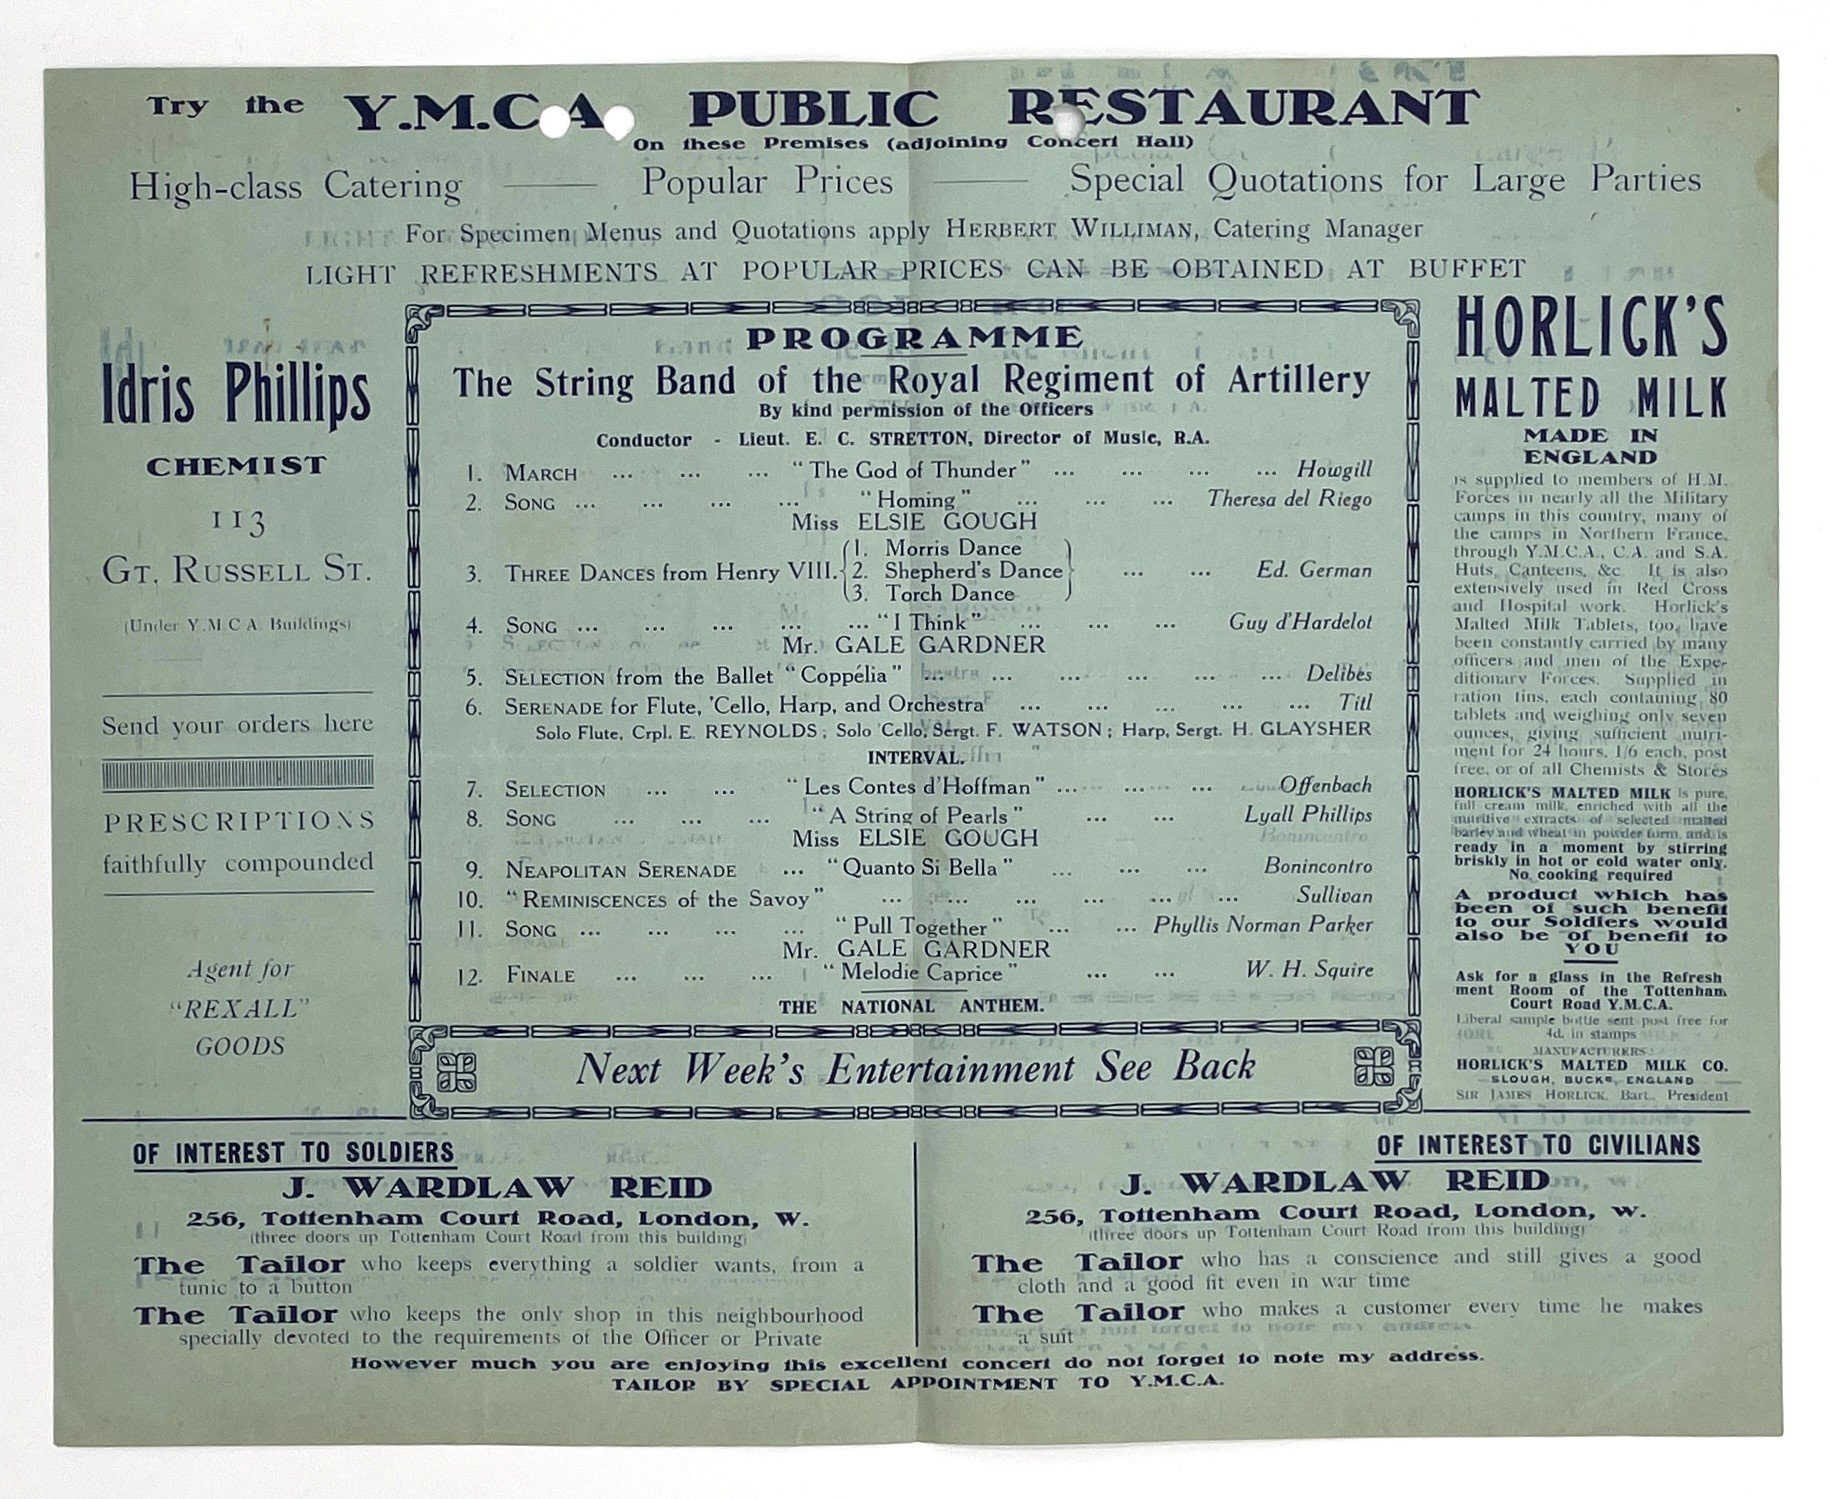 Try the Y.M.C.A. PUBLIC RESTAURANT
On these Premises (adjoining Concert Hall)
High-class Catering —— Popular Prices —— Special Quotations for Large Parties
For Specimen Menus and Quotations apply HERBERT WILLIMAN, Catering Manager
LIGHT REFRESHMENTS AT POPULAR PRICES CAN BE OBTAINED AT BUFFET
Idris Phillips
CHEMIST
113
GT. RUSSELL ST.
(Under Y.M.C.A. Buildings)
Send your orders here
PRESCRIPTIONS
faithfully compounded
Agent for
"REXALL"
GOODS
PROGRAMME
The String Band of the Royal Regiment of Artillery
By kind permission of the Officers
Conductor - Lieut. E. C. STRETTON, Director of Music, R.A.
1. MARCH ... ... ... "The God of Thunder" ... ... ... ... Howgill
2. SONG ... ... ... ... "Homing" ... ... ... Theresa del Riego
Miss ELSIE GOUGH
1. Morris Dance
3. THREE DANCES from Henry VIII. 2. Shepherd's Dance ... ... Ed. German
3. Torch Dance
4. SONG ... ... ... ... ... "I Think" ... ... ... Guy d'Hardelot
Mr. GALE GARDNER
5. SELECTION from the Ballet "Coppélia" ... ... ... ... ... ... Delibes
6. SERENADE for Flute, 'Cello, Harp, and Orchestra ... ... ... ... ... Titl
Solo Flute, Crpl. E. REYNOLDS; Solo 'Cello, Sergt. F. WATSON; Harp, Sergt. H. GLAYSHER
INTERVAL.
7. SELECTION ... ... "Les Contes d'Hoffman" ... ... ... Offenbach
8. SONG ... ... ... "A String of Pearls" ... ... Lyall Phillips
Miss ELSIE GOUGH
9. NEAPOLITAN SERENADE ... "Quanto Si Bella" ... ... ... Bonincontro
10. "REMINISCENCES of the Savoy" ... ... ... ... ... ... Sullivan
11. SONG ... ... ... ... "Pull Together" ... ... Phyllis Norman Parker
Mr. GALE GARDNER
12. FINALE ... ... ... "Melodie Caprice" ... ... W. H. Squire
THE NATIONAL ANTHEM.
Next Week's Entertainment See Back
HORLICK'S
MALTED MILK
MADE IN
ENGLAND
is supplied to members of H.M.
Forces in nearly all the Military
camps in this country, many of
the camps in Northern France,
through Y.M.C.A., C.A. and S.A.
Huts, Canteens, &c. It is also
extensively used in Red Cross
and Hospital work. Horlick's
Malted Milk Tablets, too, have
been constantly carried by many
officers and men of the Expe-
ditionary Forces. Supplied in
ration tins, each containing 80
tablets and weighing only seven
ounces, giving sufficient nutri-
ment for 24 hours, 1/6 each, post
free, or of all Chemists & Stores
HORLICK'S MALTED MILK is pure,
full cream milk, enriched with all the
nutritive extracts of selected malted
barley and wheat in powder form, and is
ready in a moment by stirring
briskly in hot or cold water only.
No cooking required
A product which has
been of such benefit
to our Soldiers would
also be of benefit to
YOU
Ask for a glass in the Refresh
ment Room of the Tottenham
Court Road Y.M.C.A.
Liberal sample bottle sent post free for
4d. in stamps
MANUFACTURERS
HORLICK'S MALTED MILK CO.
SLOUGH, BUCKS, ENGLAND
SIR JAMES HORLICK, Bart., President
OF INTEREST TO SOLDIERS
J. WARDLAW REID
256, Tottenham Court Road, London, W.
(three doors up Tottenham Court Road from this building)
The Tailor who keeps everything a soldier wants, from a
tunic to a button
The Tailor who keeps the only shop in this neighbourhood
specially devoted to the requirements of the Officer or Private
OF INTEREST TO CIVILIANS
J. WARDLAW REID
256, Tottenham Court Road, London, W.
(three doors up Tottenham Court Road from this building)
The Tailor who has a conscience and still gives a good
cloth and a good fit even in war time
The Tailor who makes a customer every time he makes
a suit
However much you are enjoying this excellent concert do not forget to note my address.
TAILOR BY SPECIAL APPOINTMENT TO Y.M.C.A.